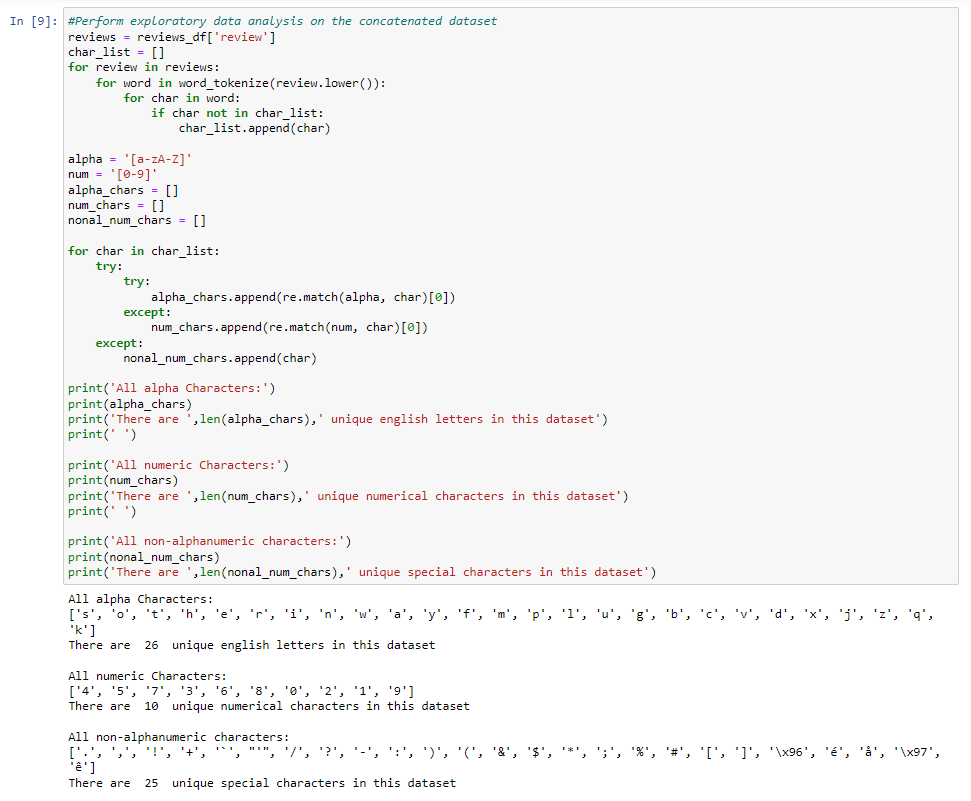 In [9]: #Perform exploratory data analysis on the concatenated dataset
reviews = reviews_df['review']
char_list = []
for review in reviews:
    for word in word_tokenize(review.lower()):
        for char in word:
            if char not in char_list:
                char_list.append(char)

alpha = '[a-zA-Z]'
num = '[0-9]'
alpha_chars = []
num_chars = []
nonal_num_chars = []

for char in char_list:
    try:
        try:
            alpha_chars.append(re.match(alpha, char)[0])
        except:
            num_chars.append(re.match(num, char)[0])
    except:
        nonal_num_chars.append(char)

print('All alpha Characters:')
print(alpha_chars)
print('There are ',len(alpha_chars),' unique english letters in this dataset')
print(' ')

print('All numeric Characters:')
print(num_chars)
print('There are ',len(num_chars),' unique numerical characters in this dataset')
print(' ')

print('All non-alphanumeric characters:')
print(nonal_num_chars)
print('There are ',len(nonal_num_chars),' unique special characters in this dataset')

All alpha Characters:
['s', 'o', 't', 'h', 'e', 'r', 'i', 'n', 'w', 'a', 'y', 'f', 'm', 'p', 'l', 'u', 'g', 'b', 'c', 'v', 'd', 'x', 'j', 'z', 'q',
'k']
There are  26  unique english letters in this dataset

All numeric Characters:
['4', '5', '7', '3', '6', '8', '0', '2', '1', '9']
There are  10  unique numerical characters in this dataset

All non-alphanumeric characters:
['.', ',', '!', '+', '`', "'", '/', '?', '-', ':', ')', '(', '&', '$', '*', ';', '%', '#', '[', ']', '\x96', 'é', 'å', '\x97',
'ê']
There are  25  unique special characters in this dataset